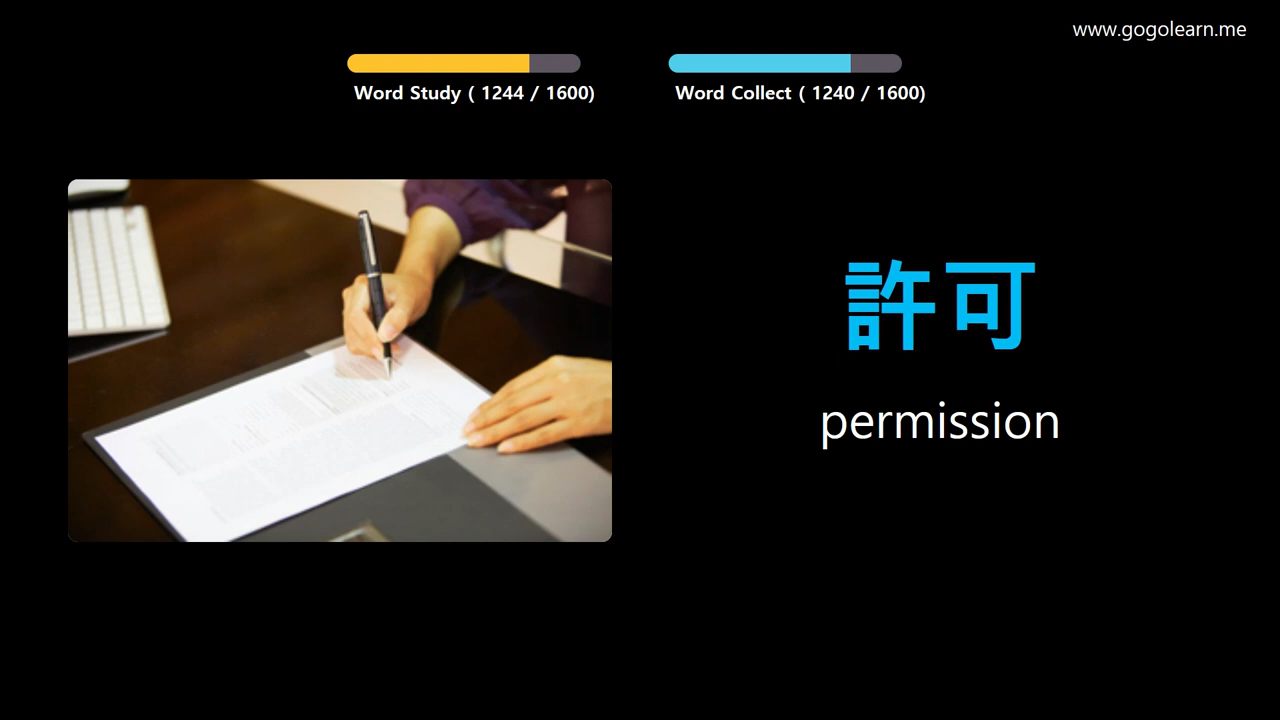 www.gogolearn.me
Word Study ( 1244 / 1600)
Word Collect ( 1240 / 1600)
許可
permission